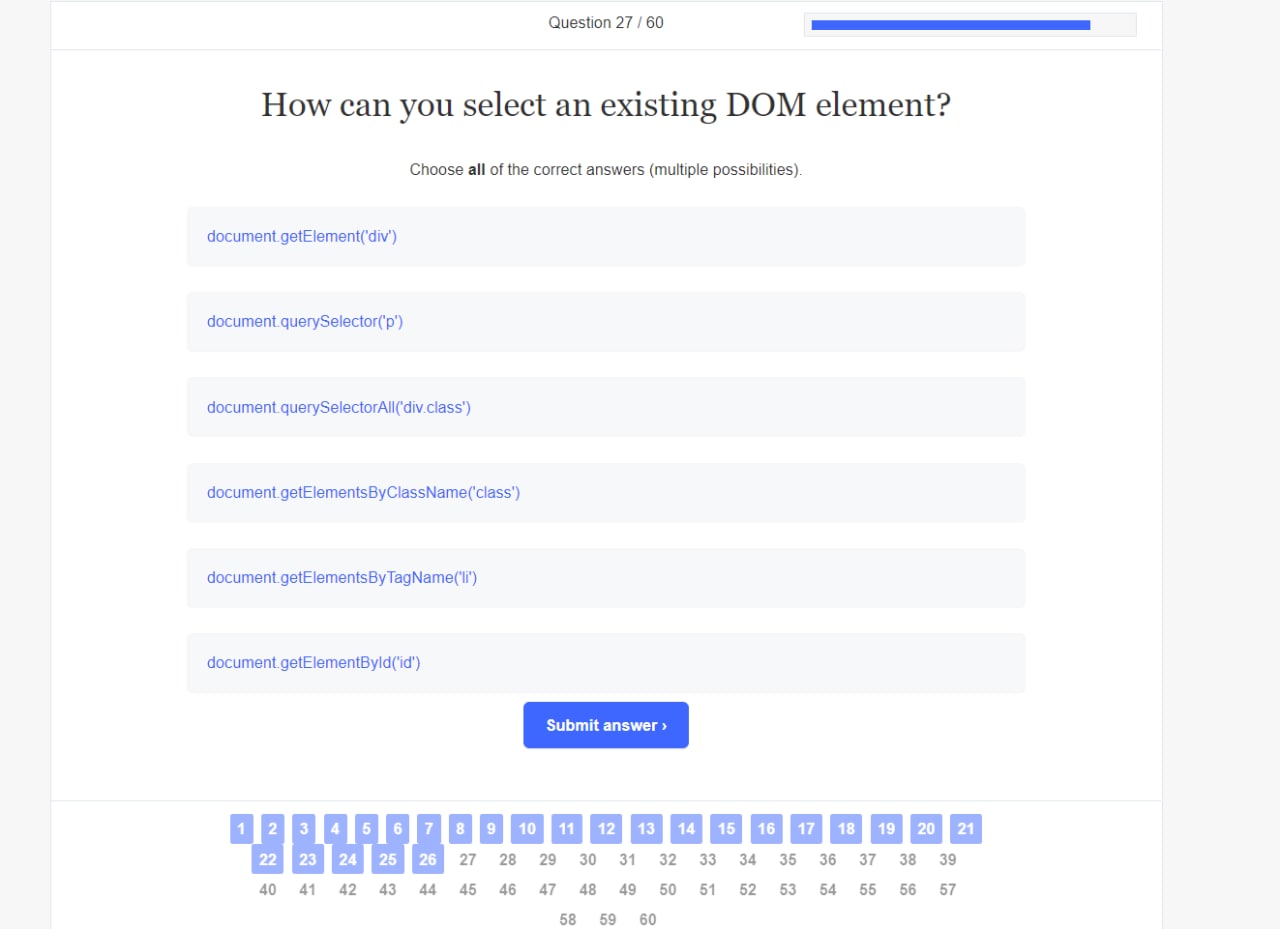 Question 27 / 60
How can you select an existing DOM element?
Choose all of the correct answers (multiple possibilities).
document.getElement('div')
document.querySelector('p')
document.querySelectorAll('div.class')
document.getElementsByClassName('class')
document.getElementsByTagName('li')
document.getElementById('id')
Submit answer ›
1 2 3 4 5 6 7 8 9 10 11 12 13 14 15 16 17 18 19 20 21
22 23 24 25 26 27 28 29 30 31 32 33 34 35 36 37 38 39
40 41 42 43 44 45 46 47 48 49 50 51 52 53 54 55 56 57
58 59 60